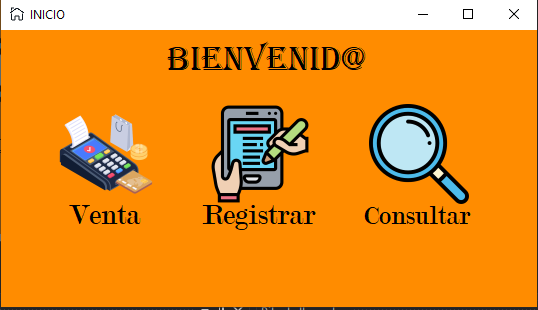 INICIO
BIENVENID@
Venta
Registrar
Consultar